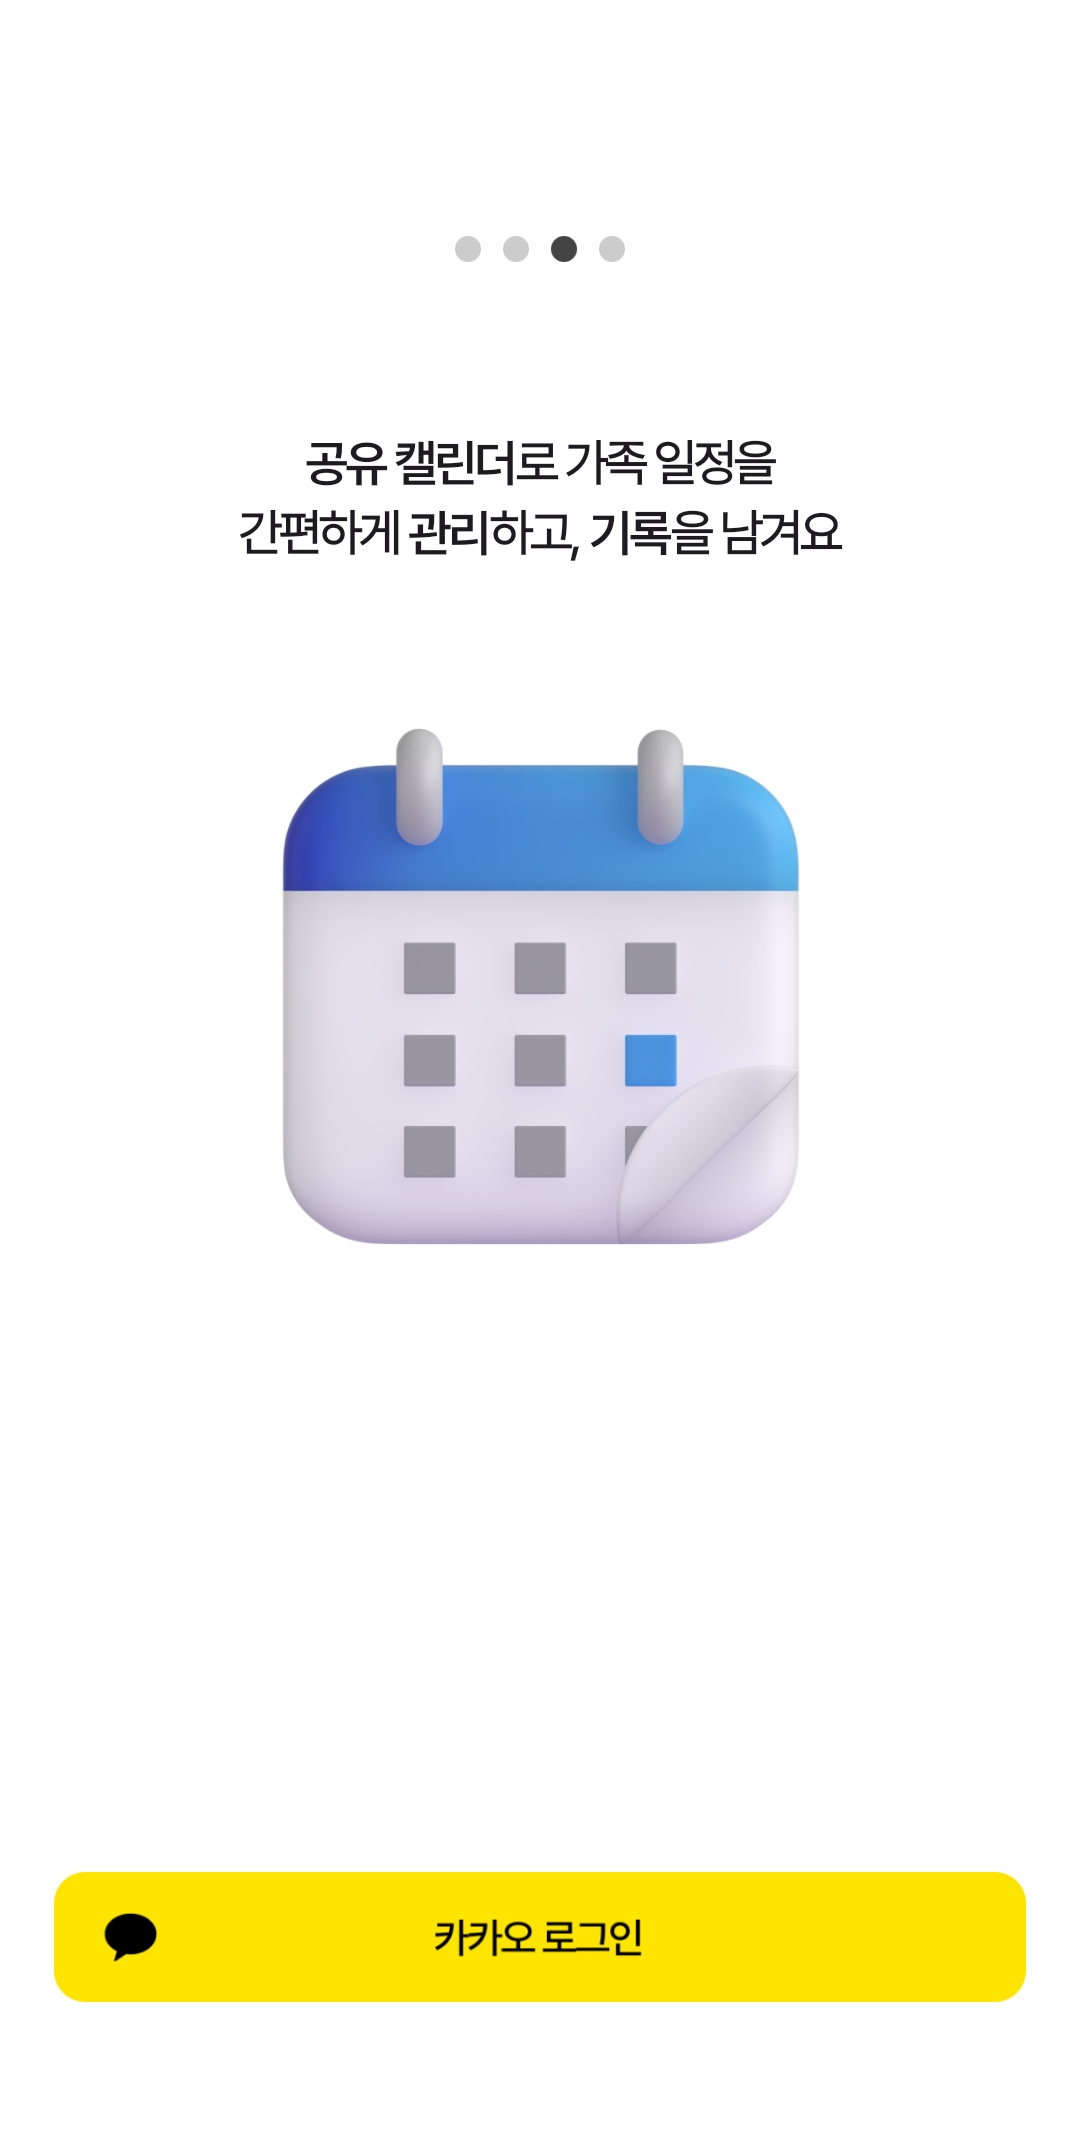 공유 캘린더로 가족 일정을
간편하게 관리하고, 기록을 남겨요
카카오 로그인